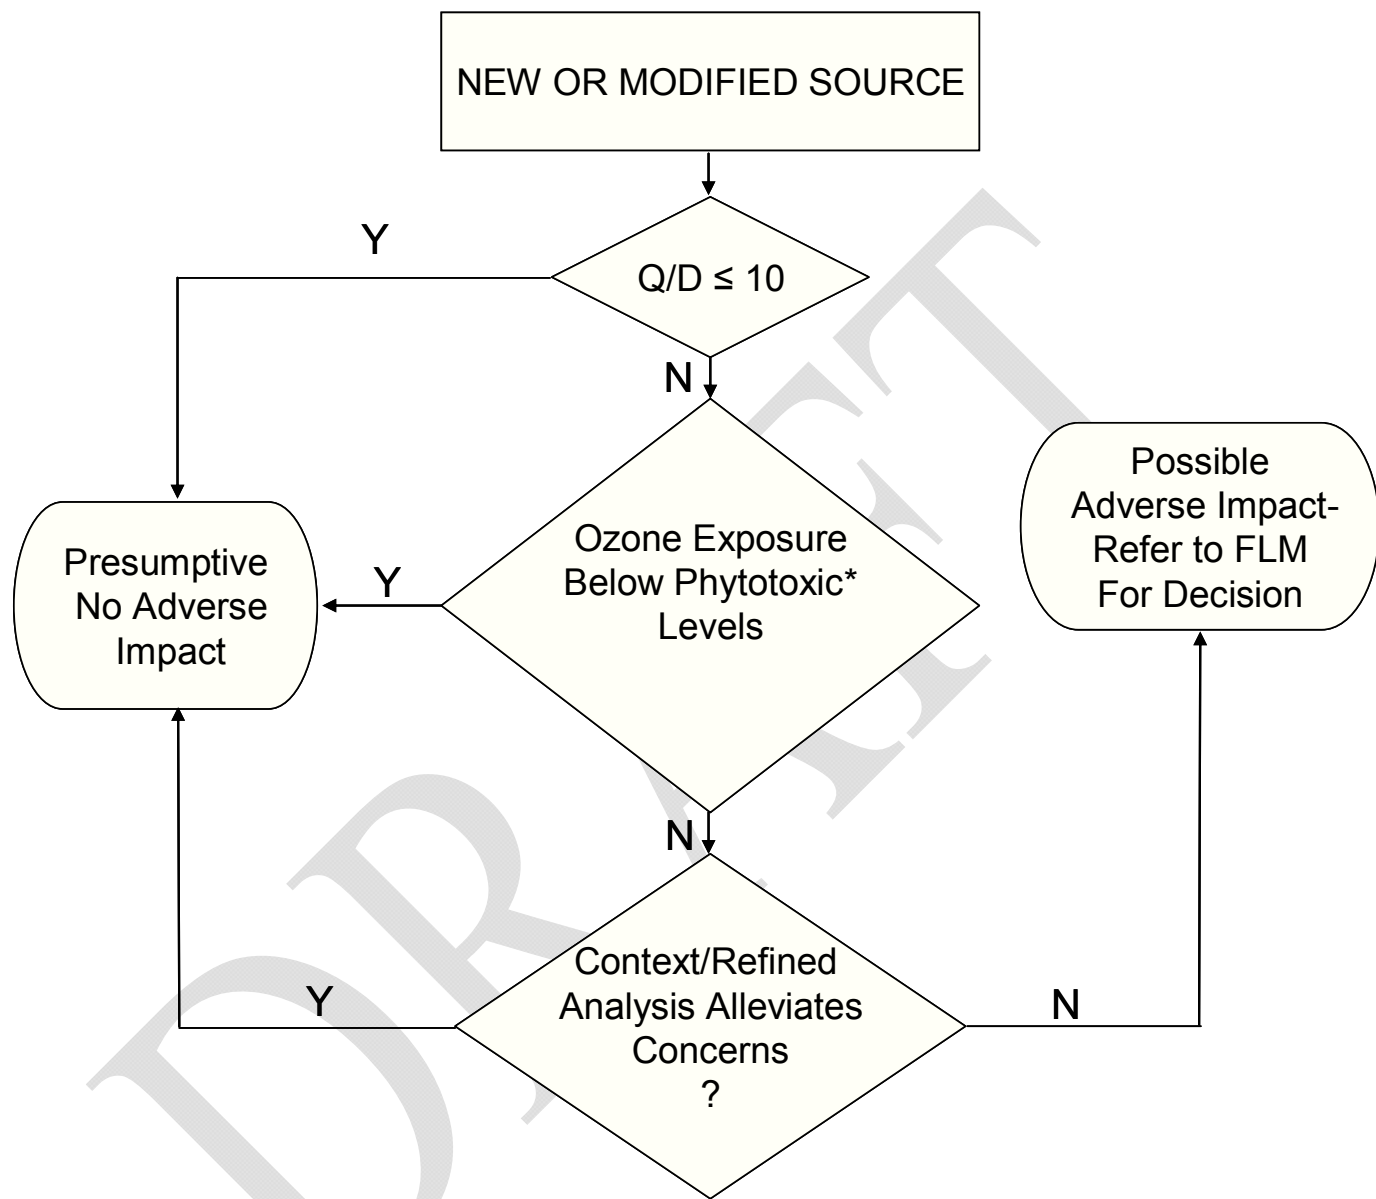 NEW OR MODIFIED SOURCE
Y
Q/D ≤ 10
N
Possible
Adverse Impact-
Refer to FLM
For Decision
Ozone Exposure
Below Phytotoxic*
Levels
Y
Presumptive
No Adverse
Impact
N
Context/Refined
Analysis Alleviates
Concerns
?
Y
N
DRAFT